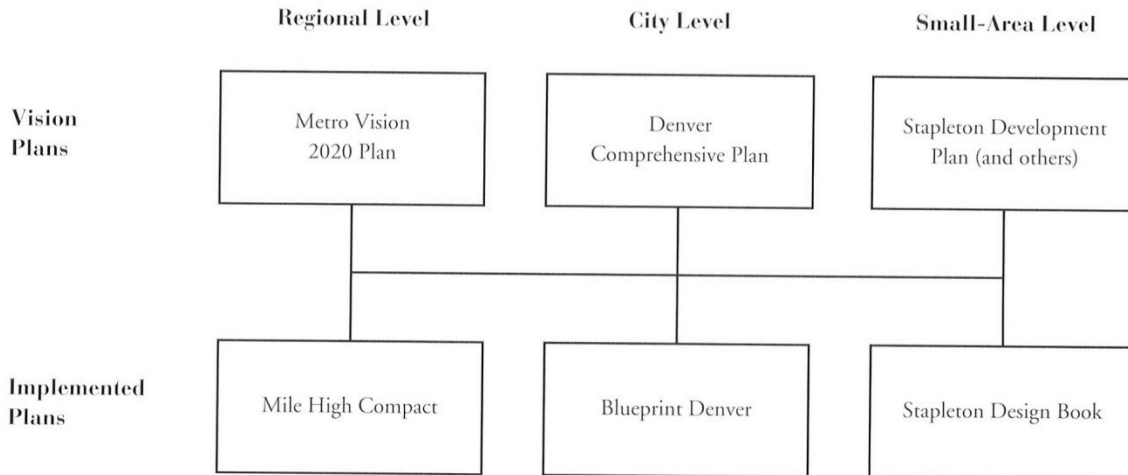 Regional Level
City Level
Small-Area Level
Vision
Plans
Metro Vision
2020 Plan
Denver
Comprehensive Plan
Stapleton Development
Plan (and others)
Implemented
Plans
Mile High Compact
Blueprint Denver
Stapleton Design Book